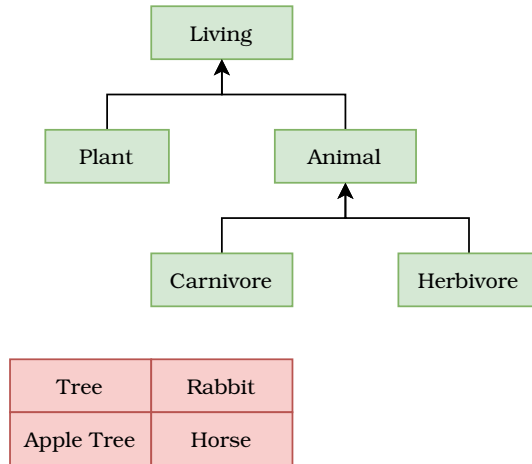 Living
Plant Animal
Carnivore Herbivore
Tree Rabbit
Apple Tree Horse